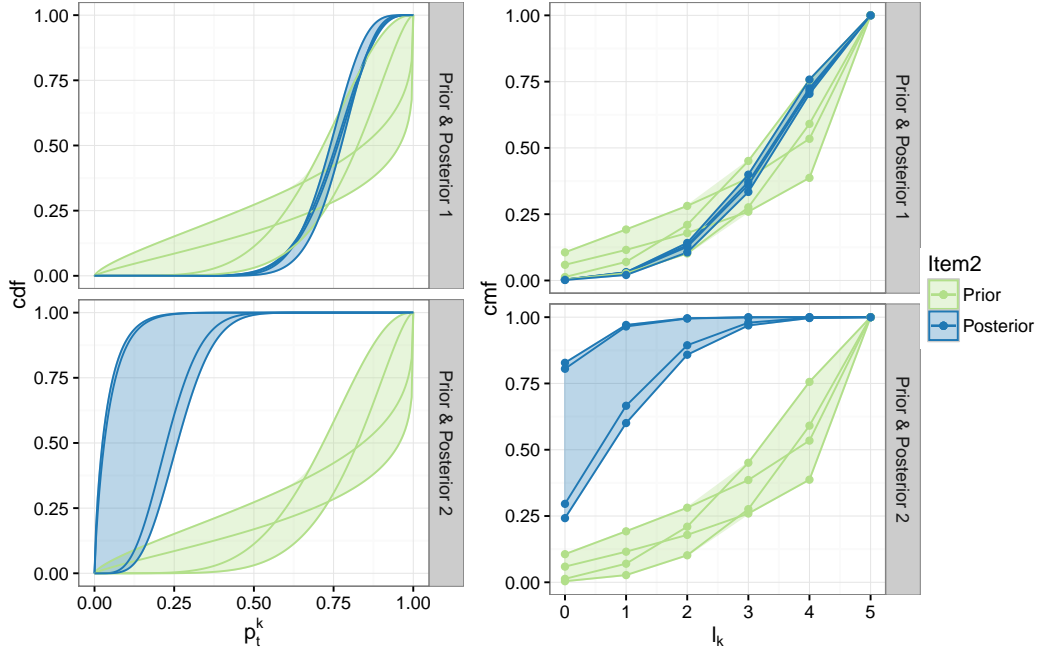 1.00
0.75
0.50
0.25
0.00
Prior & Posterior 1
1.00
0.75
0.50
0.25
0.00
Prior & Posterior 2
cdf
0.00 0.25 0.50 0.75 1.00
p_t^k
1.00
0.75
0.50
0.25
0.00
Prior & Posterior 1
1.00
0.75
0.50
0.25
0.00
Prior & Posterior 2
cmf
0 1 2 3 4 5
l_k
Item2
Prior
Posterior